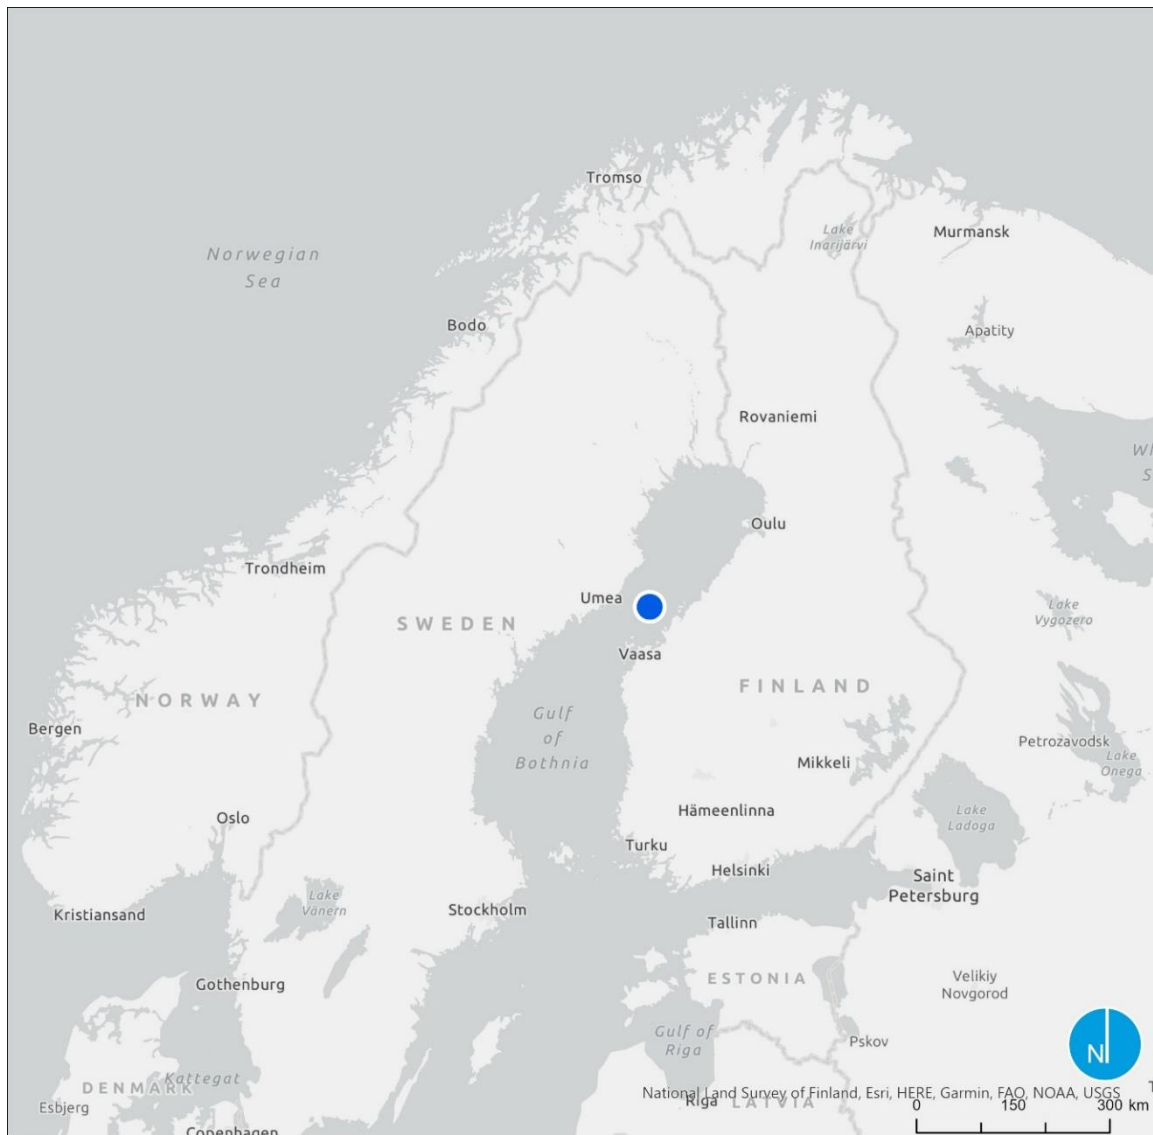 Tromso
Lake
Inarijärvi
Murmansk
Norwegian
Sea
Bodo
Apatity
Rovaniemi
Oulu
Trondheim
Umea
Lake
Vygozero
SWEDEN
Vaasa
FINLAND
NORWAY
Gulf
of
Bothnia
Bergen
Petrozavodsk
Lake
Onega
Mikkeli
Oslo
Hämeenlinna
Lake
Ladoga
Turku
Helsinki
Saint
Petersburg
Lake
Vänern
Kristiansand
Stockholm
Tallinn
Gothenburg
ESTONIA
Velikiy
Novgorod
Gulf of
Riga
Pskov
N
DENMARK
Kattegat
Esbjerg
National Land Survey of Finland, Esri, HERE, Garmin, FAO, NOAA, USGS
Riga
LATVIA
0 150 300 km
Copenhagen